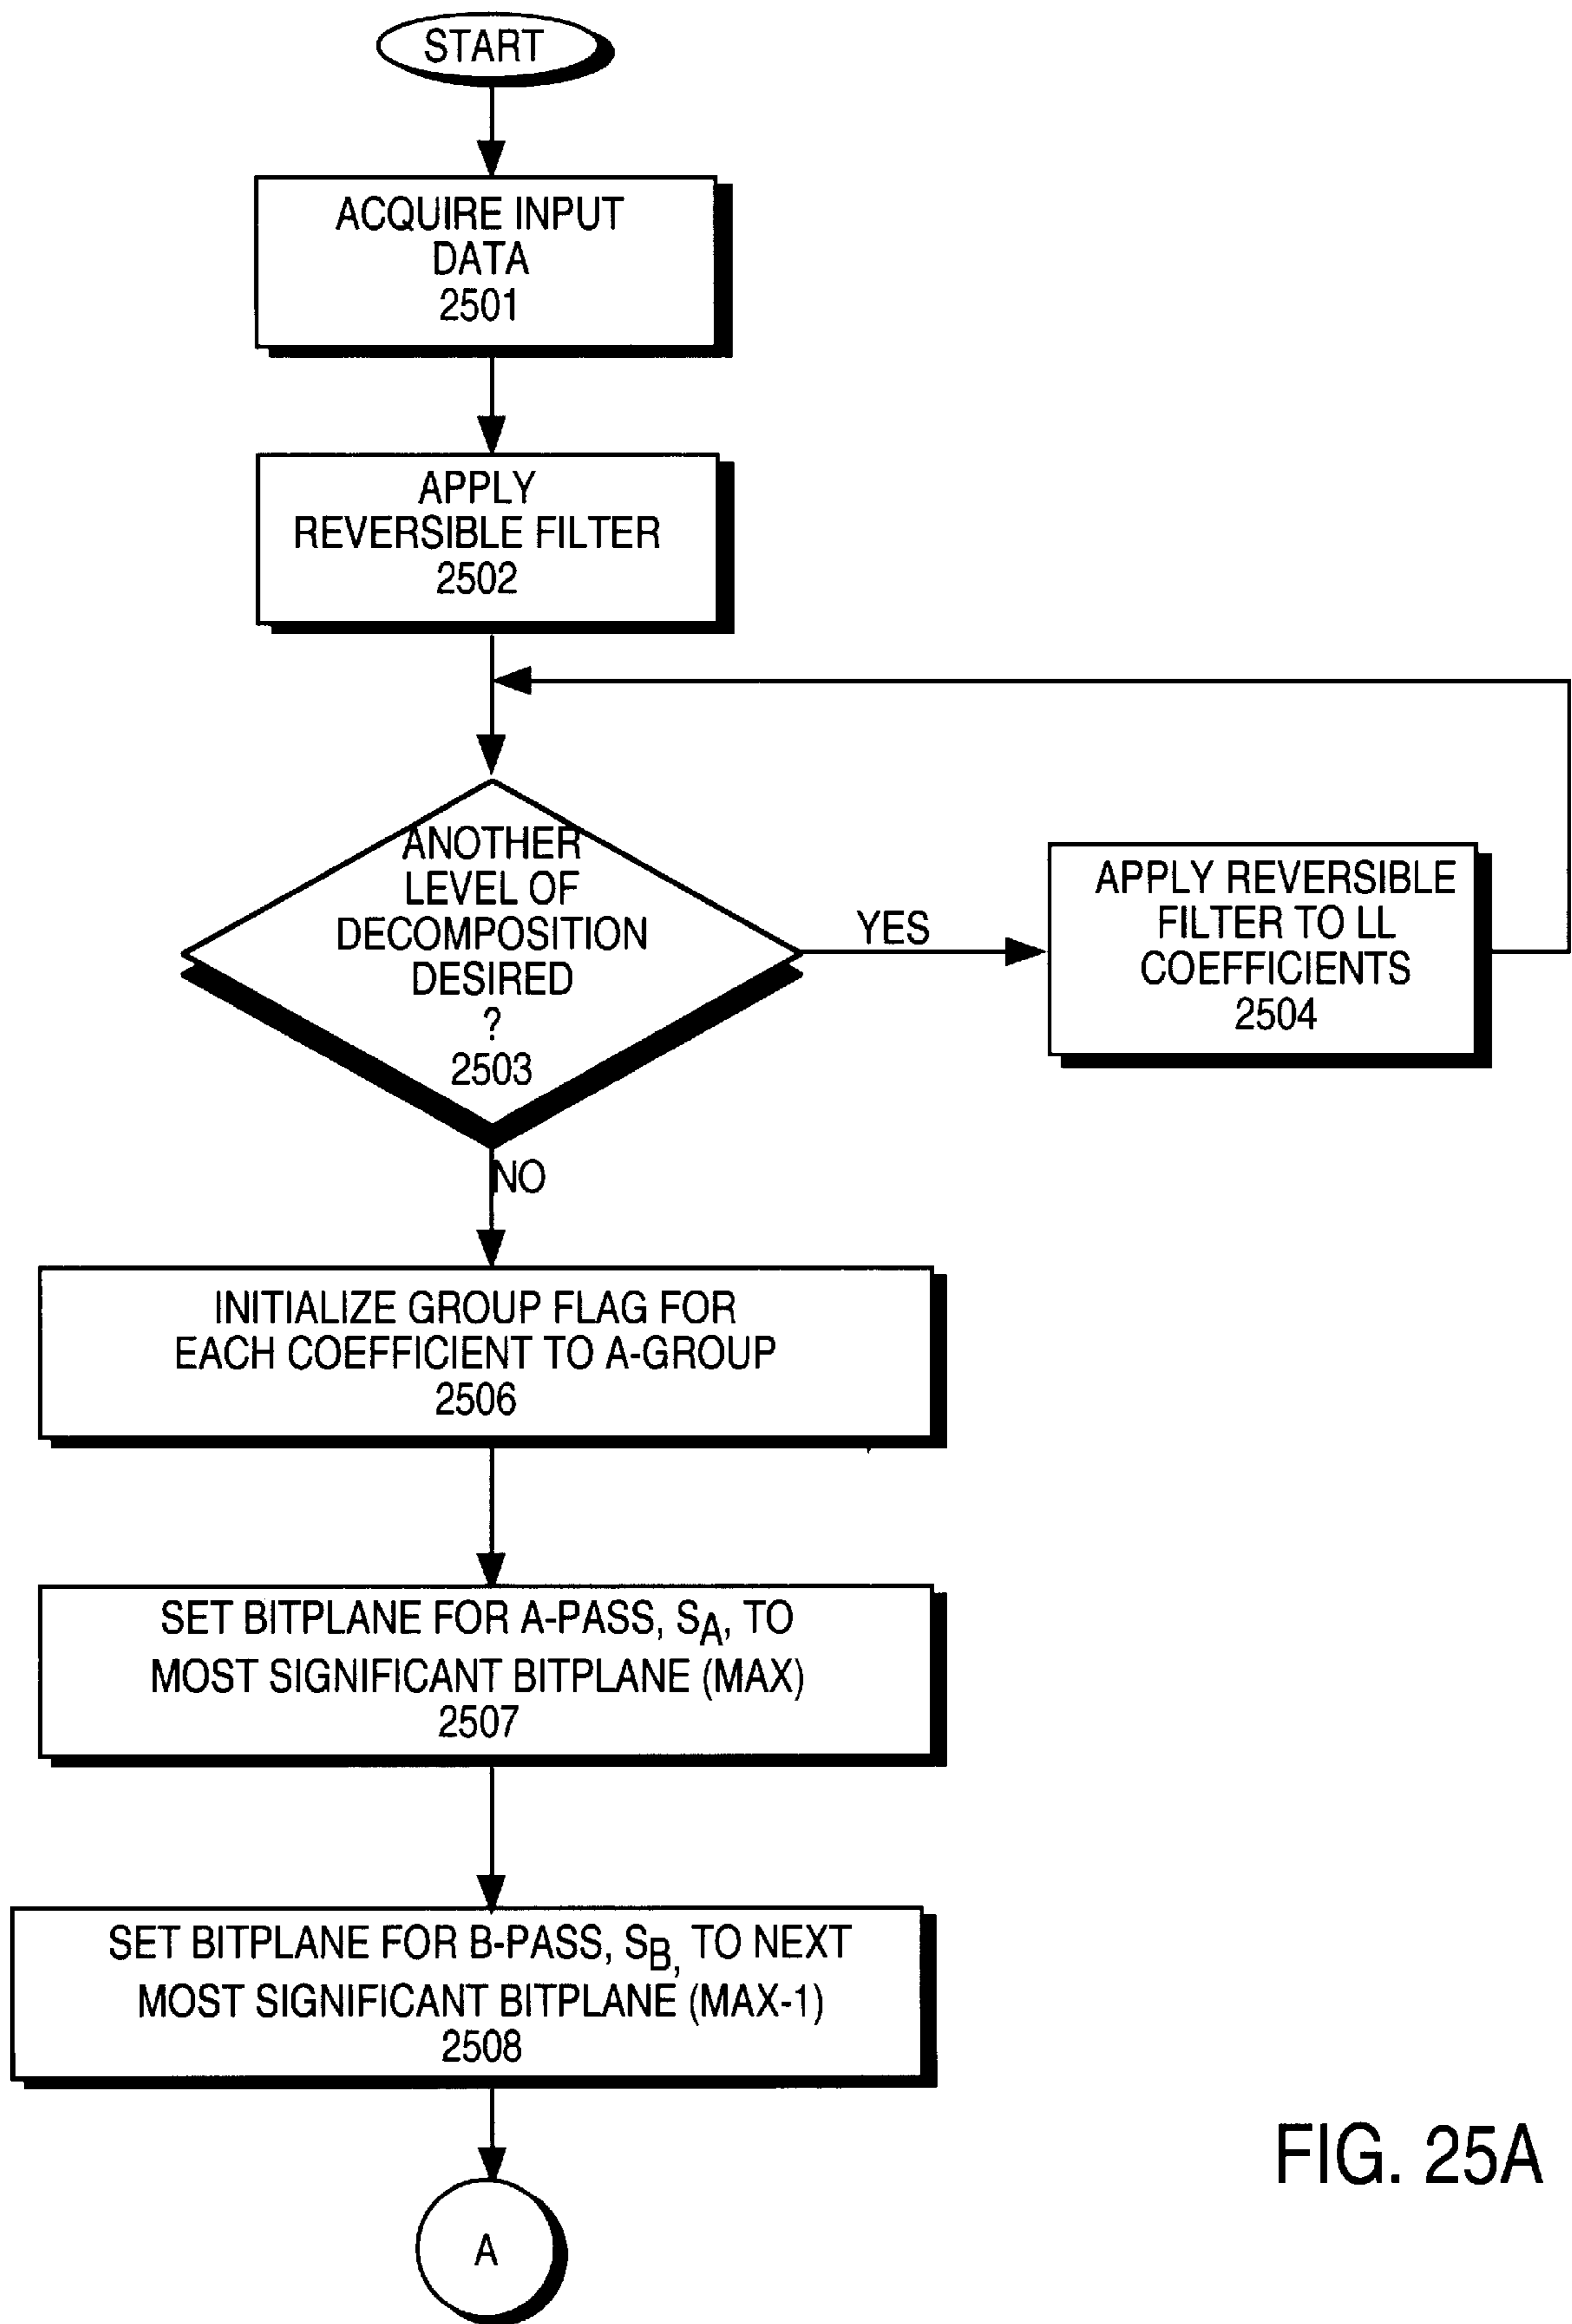 START
ACQUIRE INPUT
DATA
2501
APPLY
REVERSIBLE FILTER
2502
ANOTHER
LEVEL OF
DECOMPOSITION
DESIRED
?
2503
YES
APPLY REVERSIBLE
FILTER TO LL
COEFFICIENTS
2504
NO
INITIALIZE GROUP FLAG FOR
EACH COEFFICIENT TO A-GROUP
2506
SET BITPLANE FOR A-PASS, SA, TO
MOST SIGNIFICANT BITPLANE (MAX)
2507
SET BITPLANE FOR B-PASS, SB, TO NEXT
MOST SIGNIFICANT BITPLANE (MAX-1)
2508
A
FIG. 25A